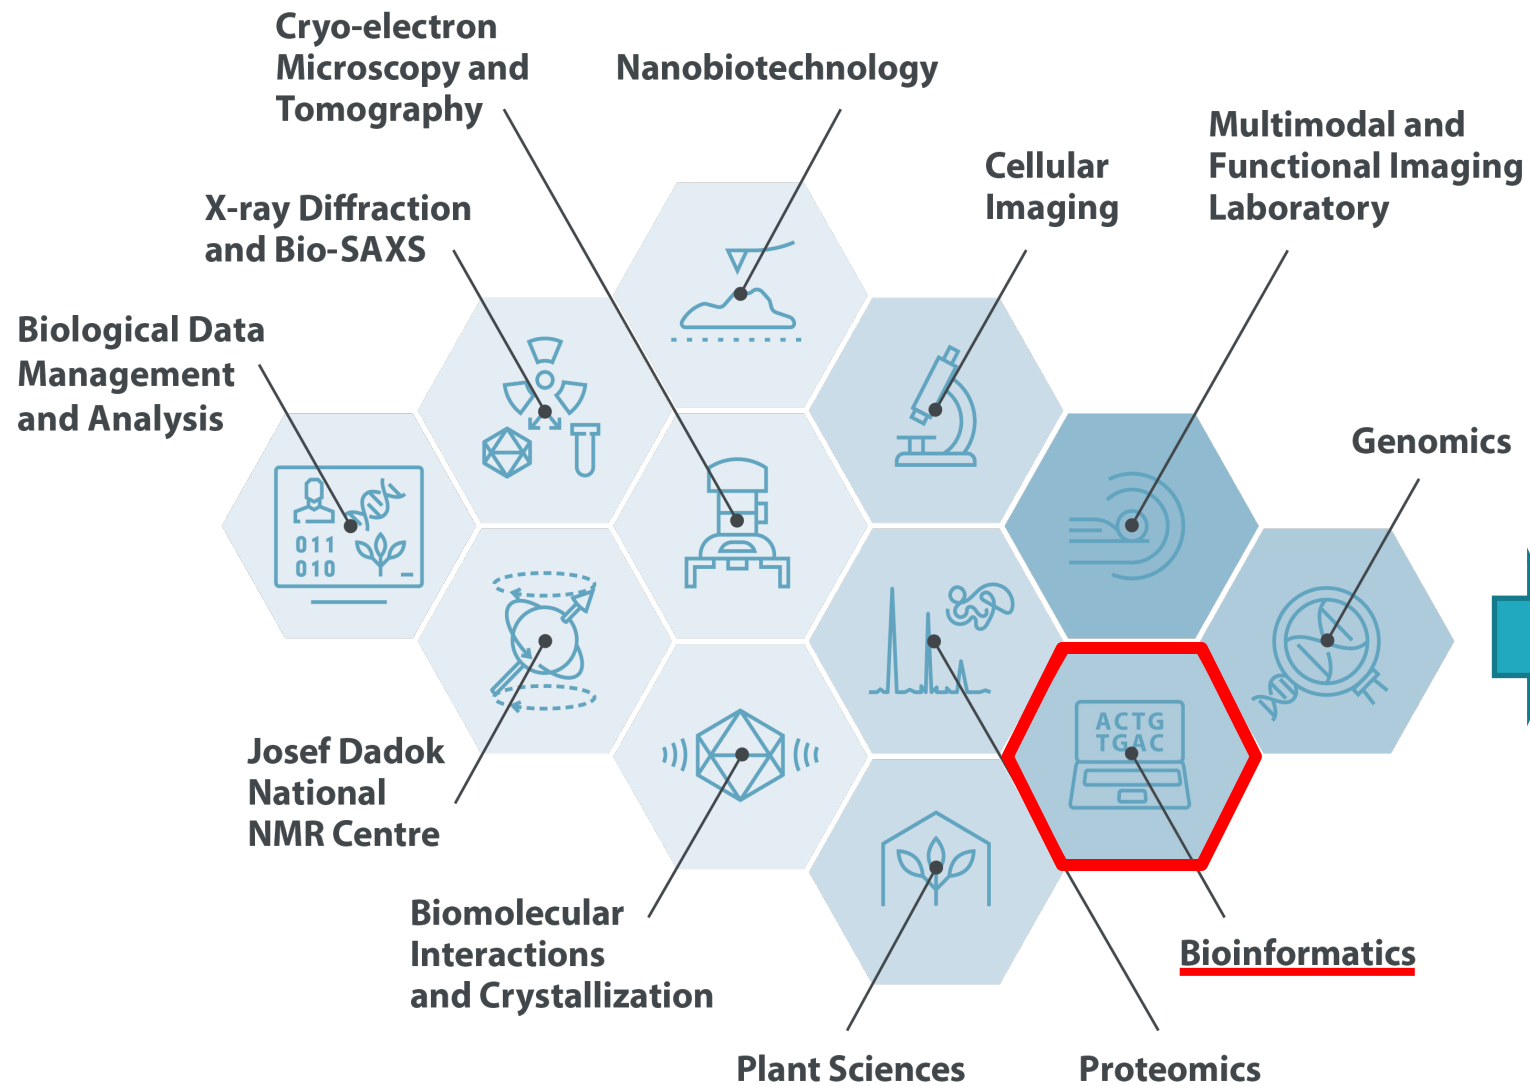 Cryo-electron
Microscopy and
Tomography
Nanobiotechnology
Multimodal and
Functional Imaging
Laboratory
Cellular
Imaging
X-ray Diffraction
and Bio-SAXS
Biological Data
Management
and Analysis
Genomics
011
010
ACTG
TGAC
Josef Dadok
National
NMR Centre
Biomolecular
Interactions
and Crystallization
Bioinformatics
Plant Sciences
Proteomics